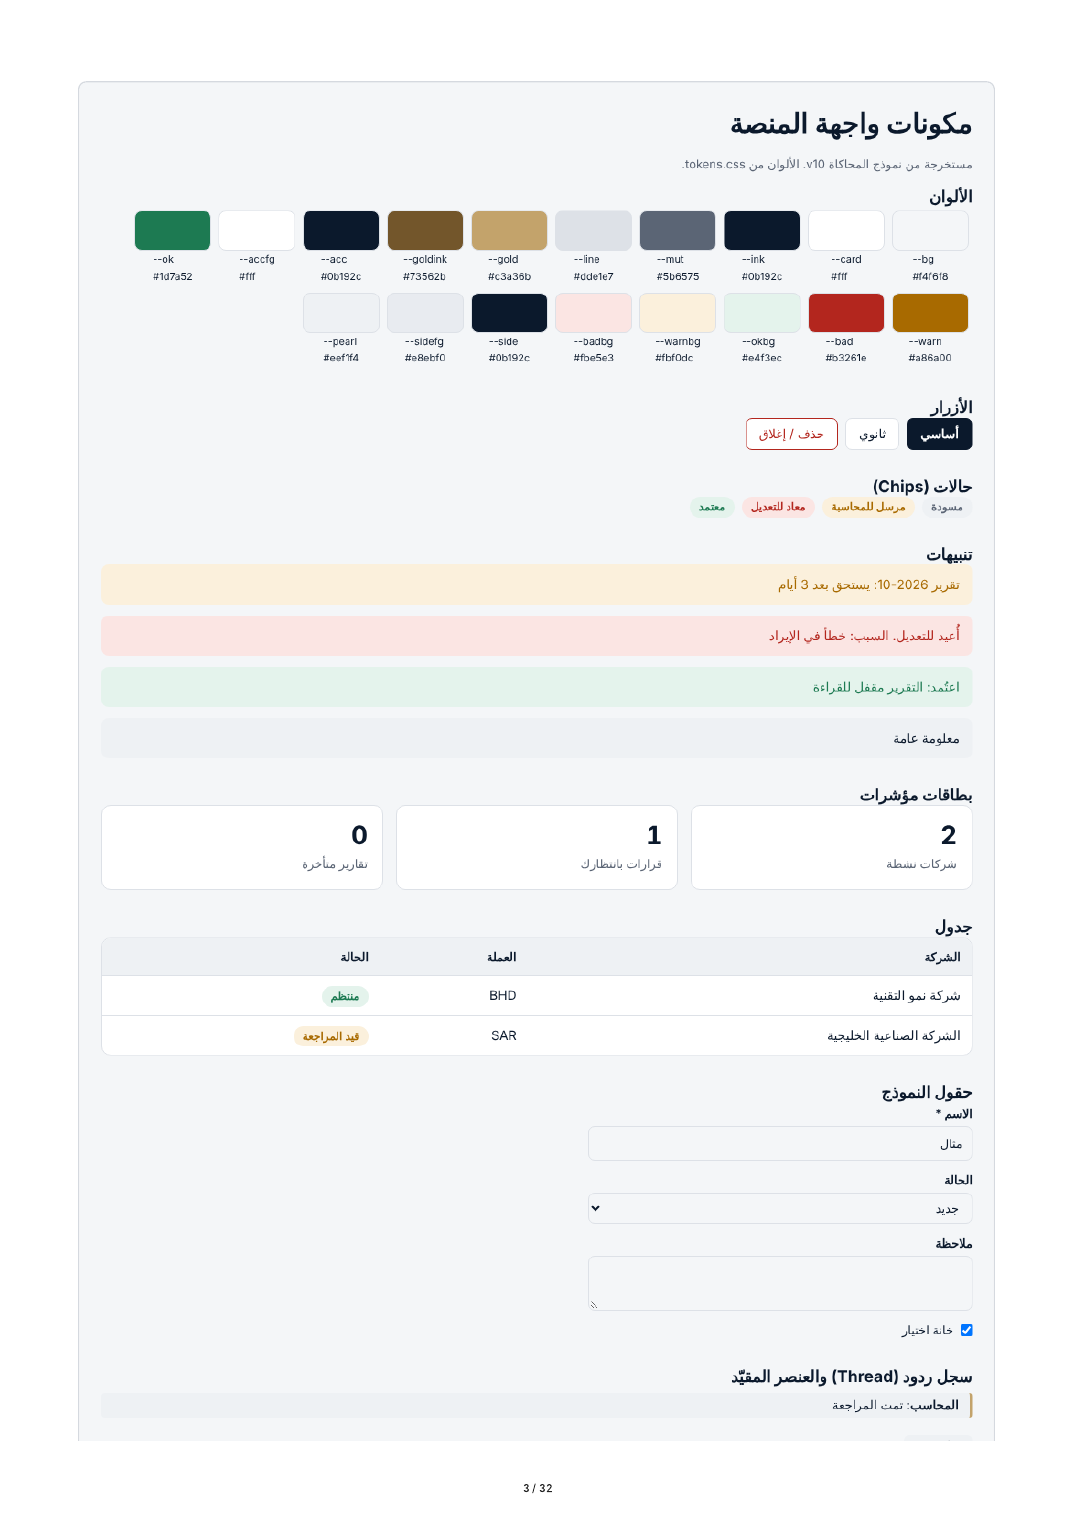 مكونات واجهة المنصة
مستخرجة من نموذج المحاكاة v10. الألوان من tokens.css.
الألوان
--bg --card --ink --mut --line --gold --goldink --acc --accfg --ok
#f4f6f8 #fff #0b192c #5b6575 #dde1e7 #c3a36b #73562b #0b192c #fff #1d7a52
--warn --bad --okbg --warnbg --badbg --side --sidefg --pearl
#a86a00 #b3261e #e4f3ec #fbf0dc #fbe5e3 #0b192c #e8ebf0 #eef1f4
الأزرار
أساسي ثانوي حذف / إغلاق
حالات (Chips)
مسودة مرسل للمحاسبة معاد للتعديل معتمد
تنبيهات
تقرير 2026-10: يستحق بعد 3 أيام
أُعيد للتعديل. السبب: خطأ في الإيراد
اعتُمد: التقرير مقفل للقراءة
معلومة عامة
بطاقات مؤشرات
2 1 0
شركات نشطة قرارات بانتظارك تقارير متأخرة
جدول
الشركة العملة الحالة
شركة نمو التقنية BHD منتظم
الشركة الصناعية الخليجية SAR قيد المراجعة
حقول النموذج
الاسم *
مثال
الحالة
جديد
ملاحظة
خانة اختيار
سجل ردود (Thread) والعنصر المقيّد
المحاسب: تمت المراجعة
3 / 32